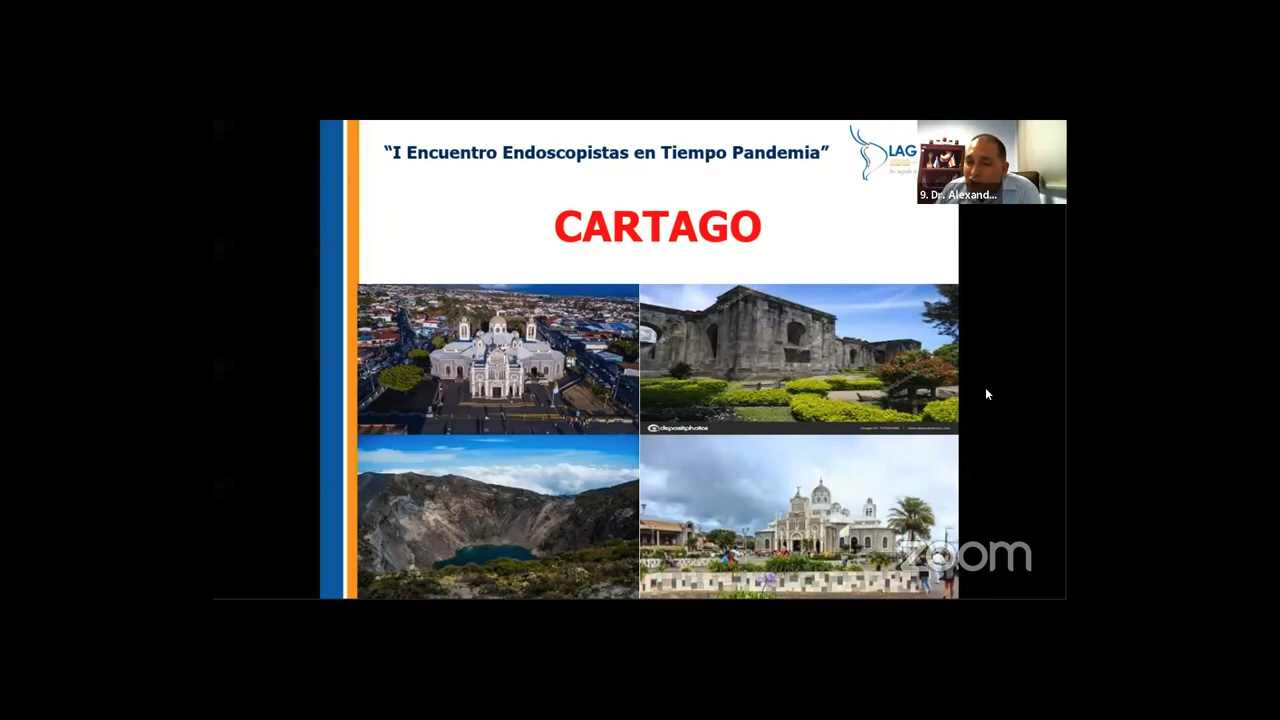 “I Encuentro Endoscopistas en Tiempo Pandemia”
LAG
9. Dr. Alexand...
CARTAGO
depositphotos
zoom